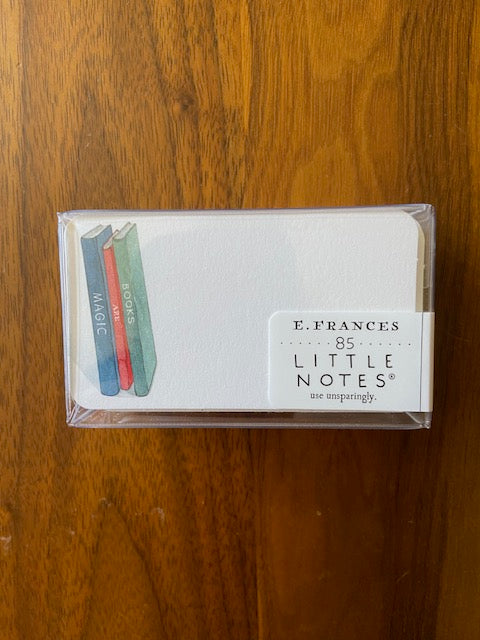 MAGIC
ARE
BOOKS
E. FRANCES
85
LITTLE
NOTES®
use unsparingly.